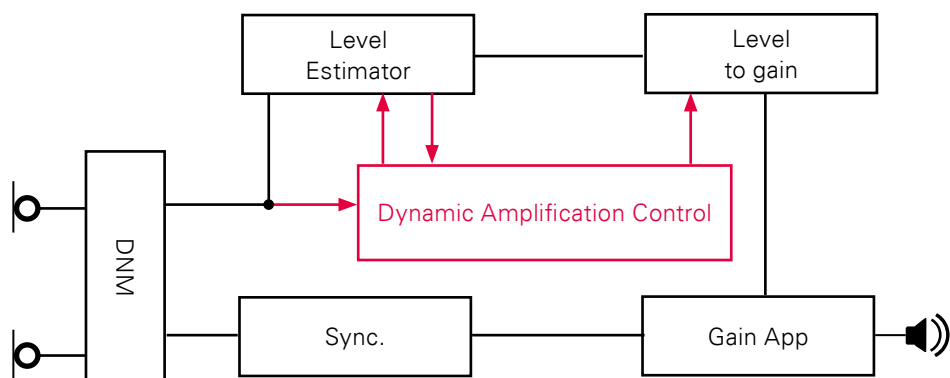 Level
Estimator
Level
to gain
Dynamic Amplification Control
DNM
Sync.
Gain App